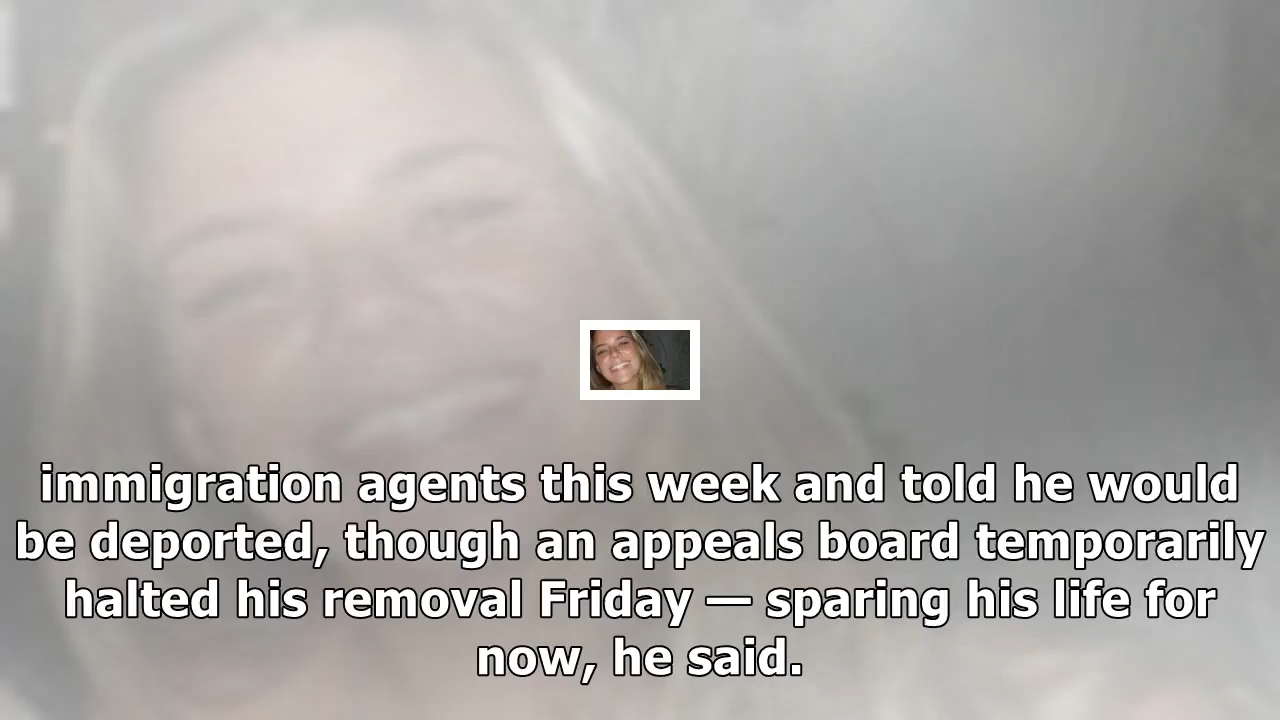 immigration agents this week and told he would
be deported, though an appeals board temporarily
halted his removal Friday — sparing his life for
now, he said.